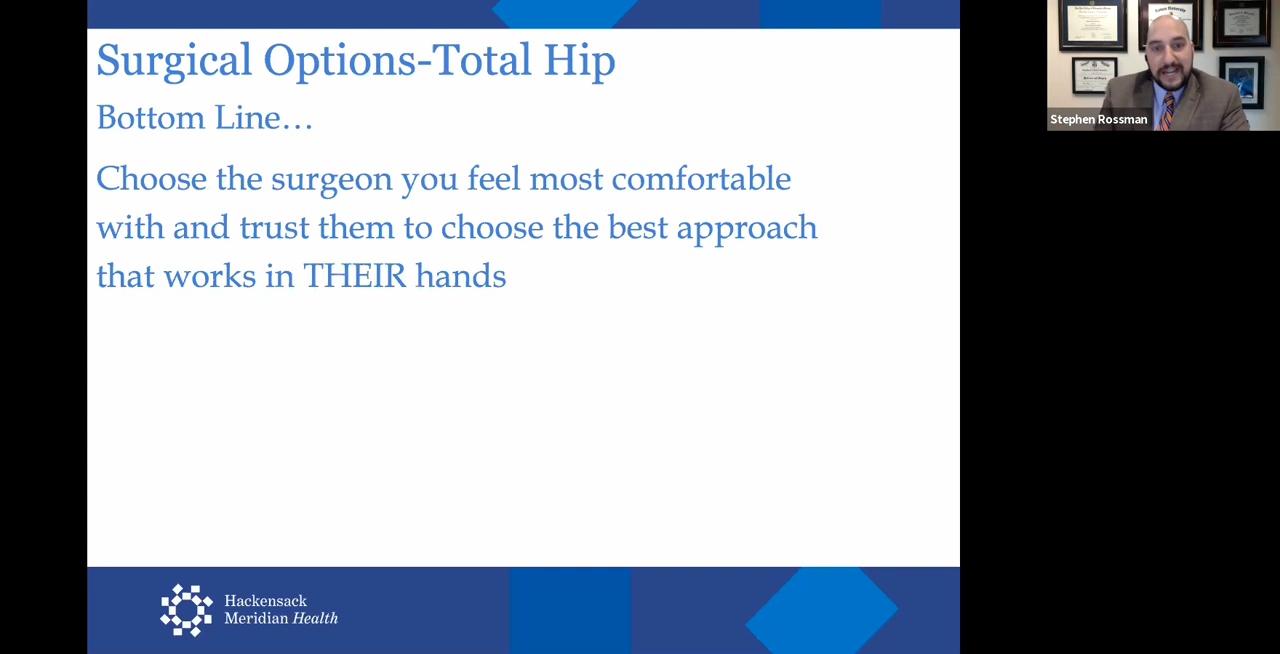 Surgical Options-Total Hip
Bottom Line…
Choose the surgeon you feel most comfortable
with and trust them to choose the best approach
that works in THEIR hands
Stephen Rossman
Hackensack
Meridian Health